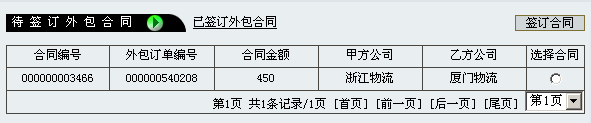 待签订外包合同 已签订外包合同 签订合同
合同编号 外包订单编号 合同金额 甲方公司 乙方公司 选择合同
000000003466 000000540208 450 浙江物流 厦门物流
第1页 共1条记录/1页 [首页] [前一页] [后一页] [尾页] 第1页